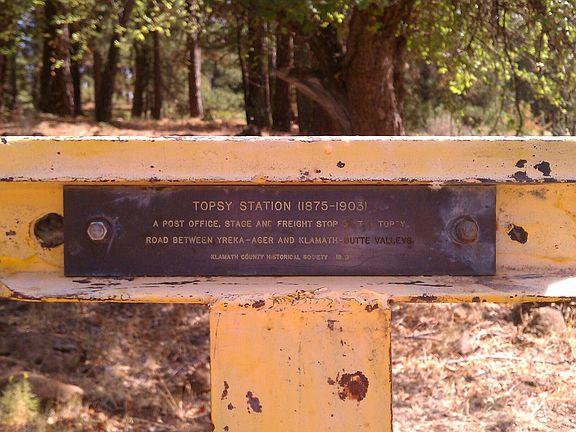 TOPSY STATION (1875-1903)
A POST OFFICE, STAGE AND FREIGHT STOP TOPSY
ROAD BETWEEN YREKA-AGER AND KLAMATH-BUTTE VALLEYS
KLAMATH COUNTY HISTORICAL SOCIETY